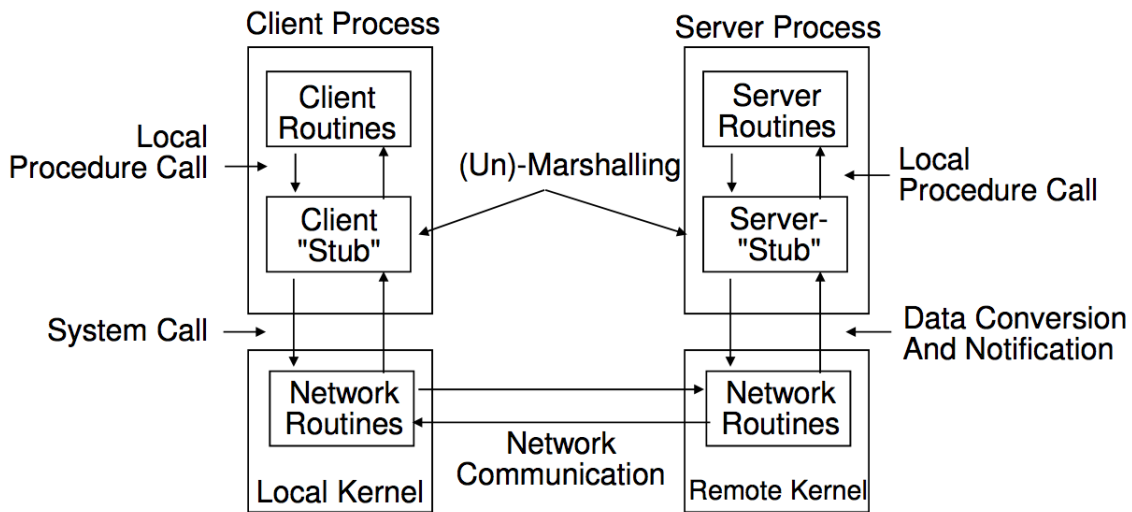 Client Process
Server Process
Client
Routines
Server
Routines
Local
Procedure Call
(Un)-Marshalling
Local
Procedure Call
Client
"Stub"
Server-
"Stub"
System Call
Data Conversion
And Notification
Network
Routines
Network
Routines
Network
Communication
Local Kernel
Remote Kernel